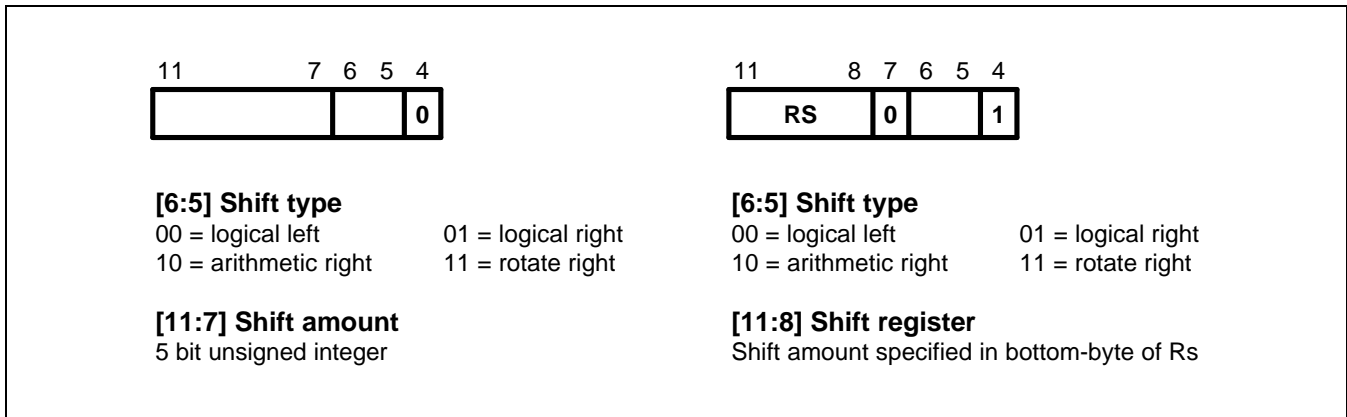 11 7 6 5 4
0
[6:5] Shift type
00 = logical left 01 = logical right
10 = arithmetic right 11 = rotate right
[11:7] Shift amount
5 bit unsigned integer
11 8 7 6 5 4
RS 0 1
[6:5] Shift type
00 = logical left 01 = logical right
10 = arithmetic right 11 = rotate right
[11:8] Shift register
Shift amount specified in bottom-byte of Rs